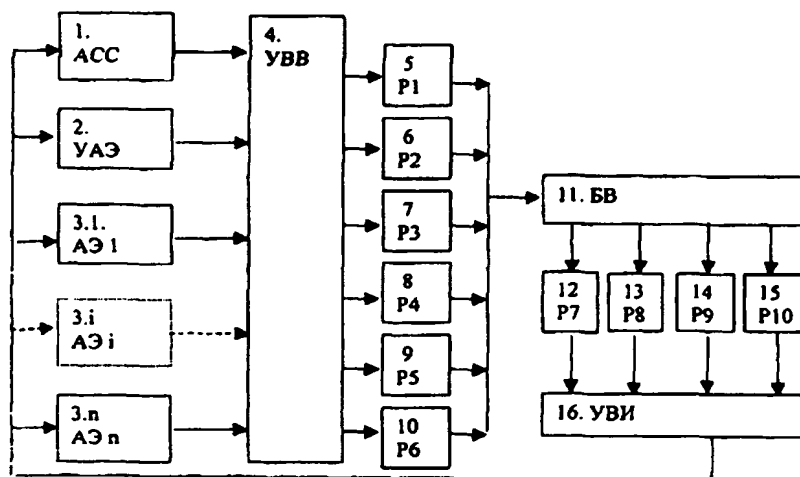 1.
АСС
2.
УАЭ
3.1.
АЭ 1
3.i
АЭ i
3.n
АЭ n
4.
УВВ
5
Р1
6
Р2
7
Р3
8
Р4
9
Р5
10
Р6
11. БВ
12
Р7
13
Р8
14
Р9
15
Р10
16. УВИ